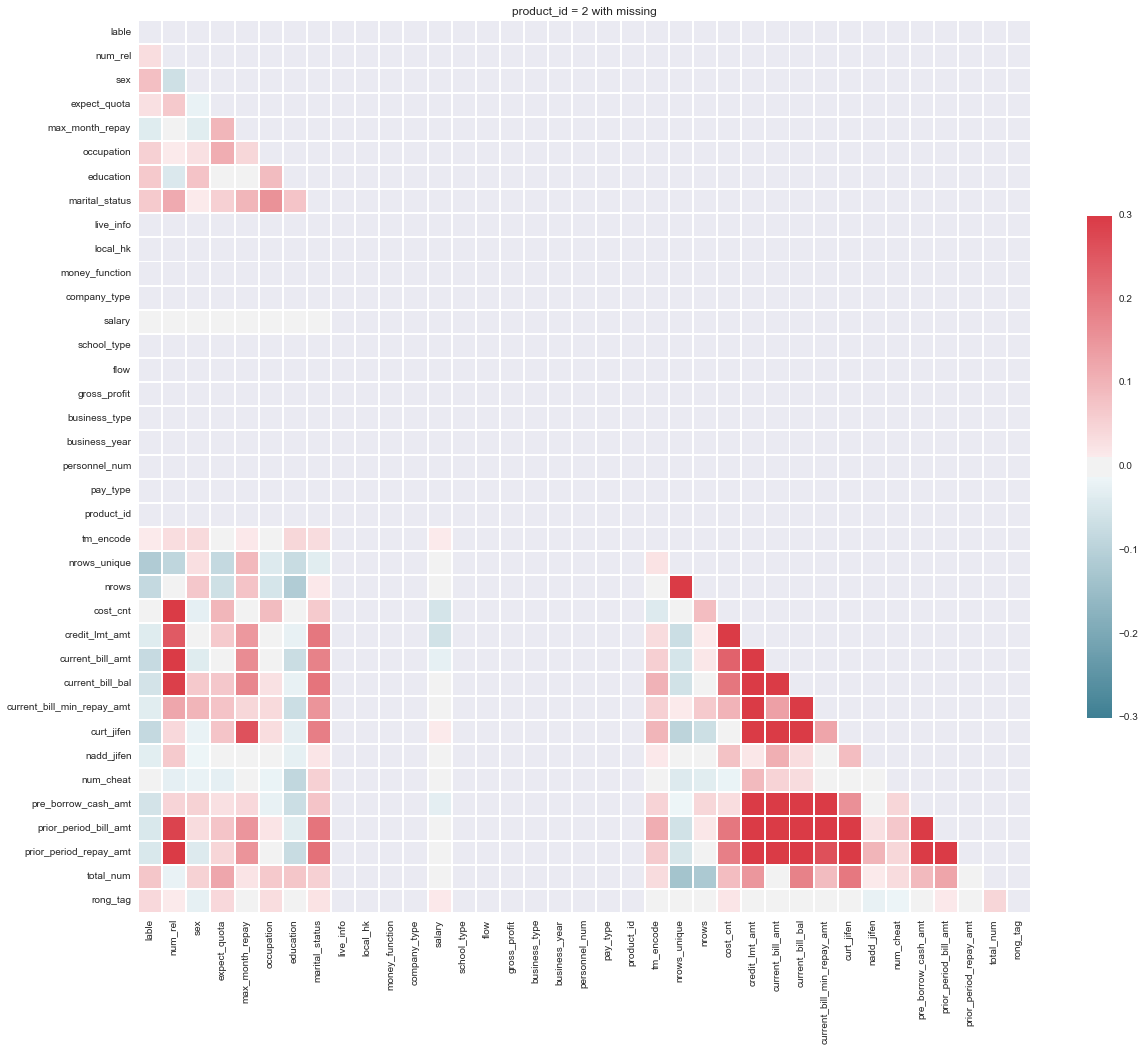 product_id = 2 with missing
lable
num_rel
sex
expect_quota
max_month_repay
occupation
education
marital_status
live_info
local_hk
money_function
company_type
salary
school_type
flow
gross_profit
business_type
business_year
personnel_num
pay_type
product_id
tm_encode
nrows_unique
nrows
cost_cnt
credit_lmt_amt
current_bill_amt
current_bill_bal
current_bill_min_repay_amt
curt_jifen
nadd_jifen
num_cheat
pre_borrow_cash_amt
prior_period_bill_amt
prior_period_repay_amt
total_num
rong_tag
lable
num_rel
sex
expect_quota
max_month_repay
occupation
education
marital_status
live_info
local_hk
money_function
company_type
salary
school_type
flow
gross_profit
business_type
business_year
personnel_num
pay_type
product_id
tm_encode
nrows_unique
nrows
cost_cnt
credit_lmt_amt
current_bill_amt
current_bill_bal
current_bill_min_repay_amt
curt_jifen
nadd_jifen
num_cheat
pre_borrow_cash_amt
prior_period_bill_amt
prior_period_repay_amt
total_num
rong_tag
0.3
0.2
0.1
0.0
−0.1
−0.2
−0.3